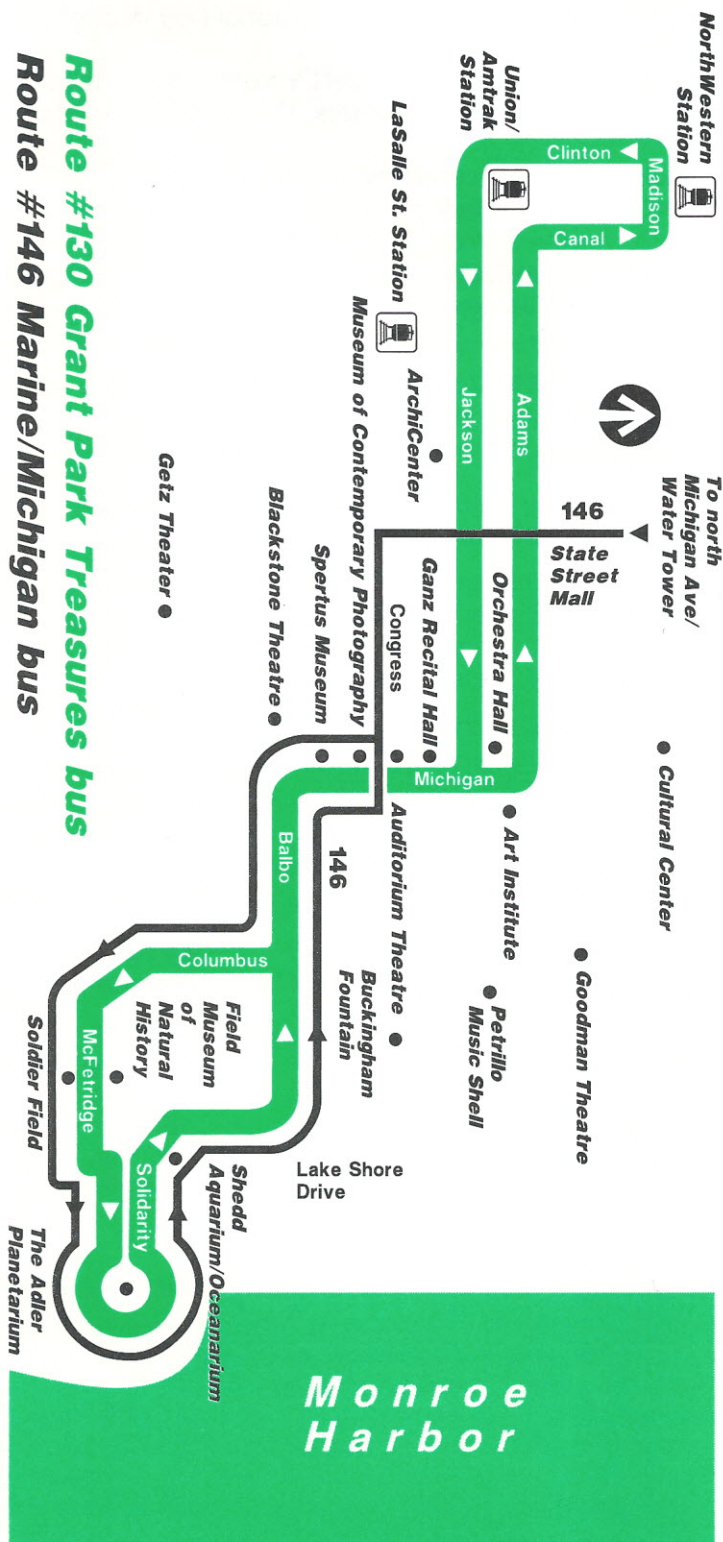 NorthWestern
Station
Madison
Clinton
Canal
Union/
Amtrak
Station
LaSalle St. Station
ArchiCenter
Jackson
Adams
To north
Michigan Ave/
Water Tower
146
State
Street
Mall
Museum of Contemporary Photography
Spertus Museum
Blackstone Theatre
Getz Theater
Congress
Ganz Recital Hall
Orchestra Hall
Michigan
Cultural Center
Art Institute
Auditorium Theatre
Goodman Theatre
Petrillo
Music Shell
Buckingham
Fountain
146
Balbo
Columbus
Field
Museum
of
Natural
History
McFetridge
Soldier Field
Solidarity
Lake Shore
Drive
Shedd
Aquarium/Oceanarium
The Adler
Planetarium
Monroe
Harbor
Route #130 Grant Park Treasures bus
Route #146 Marine/Michigan bus